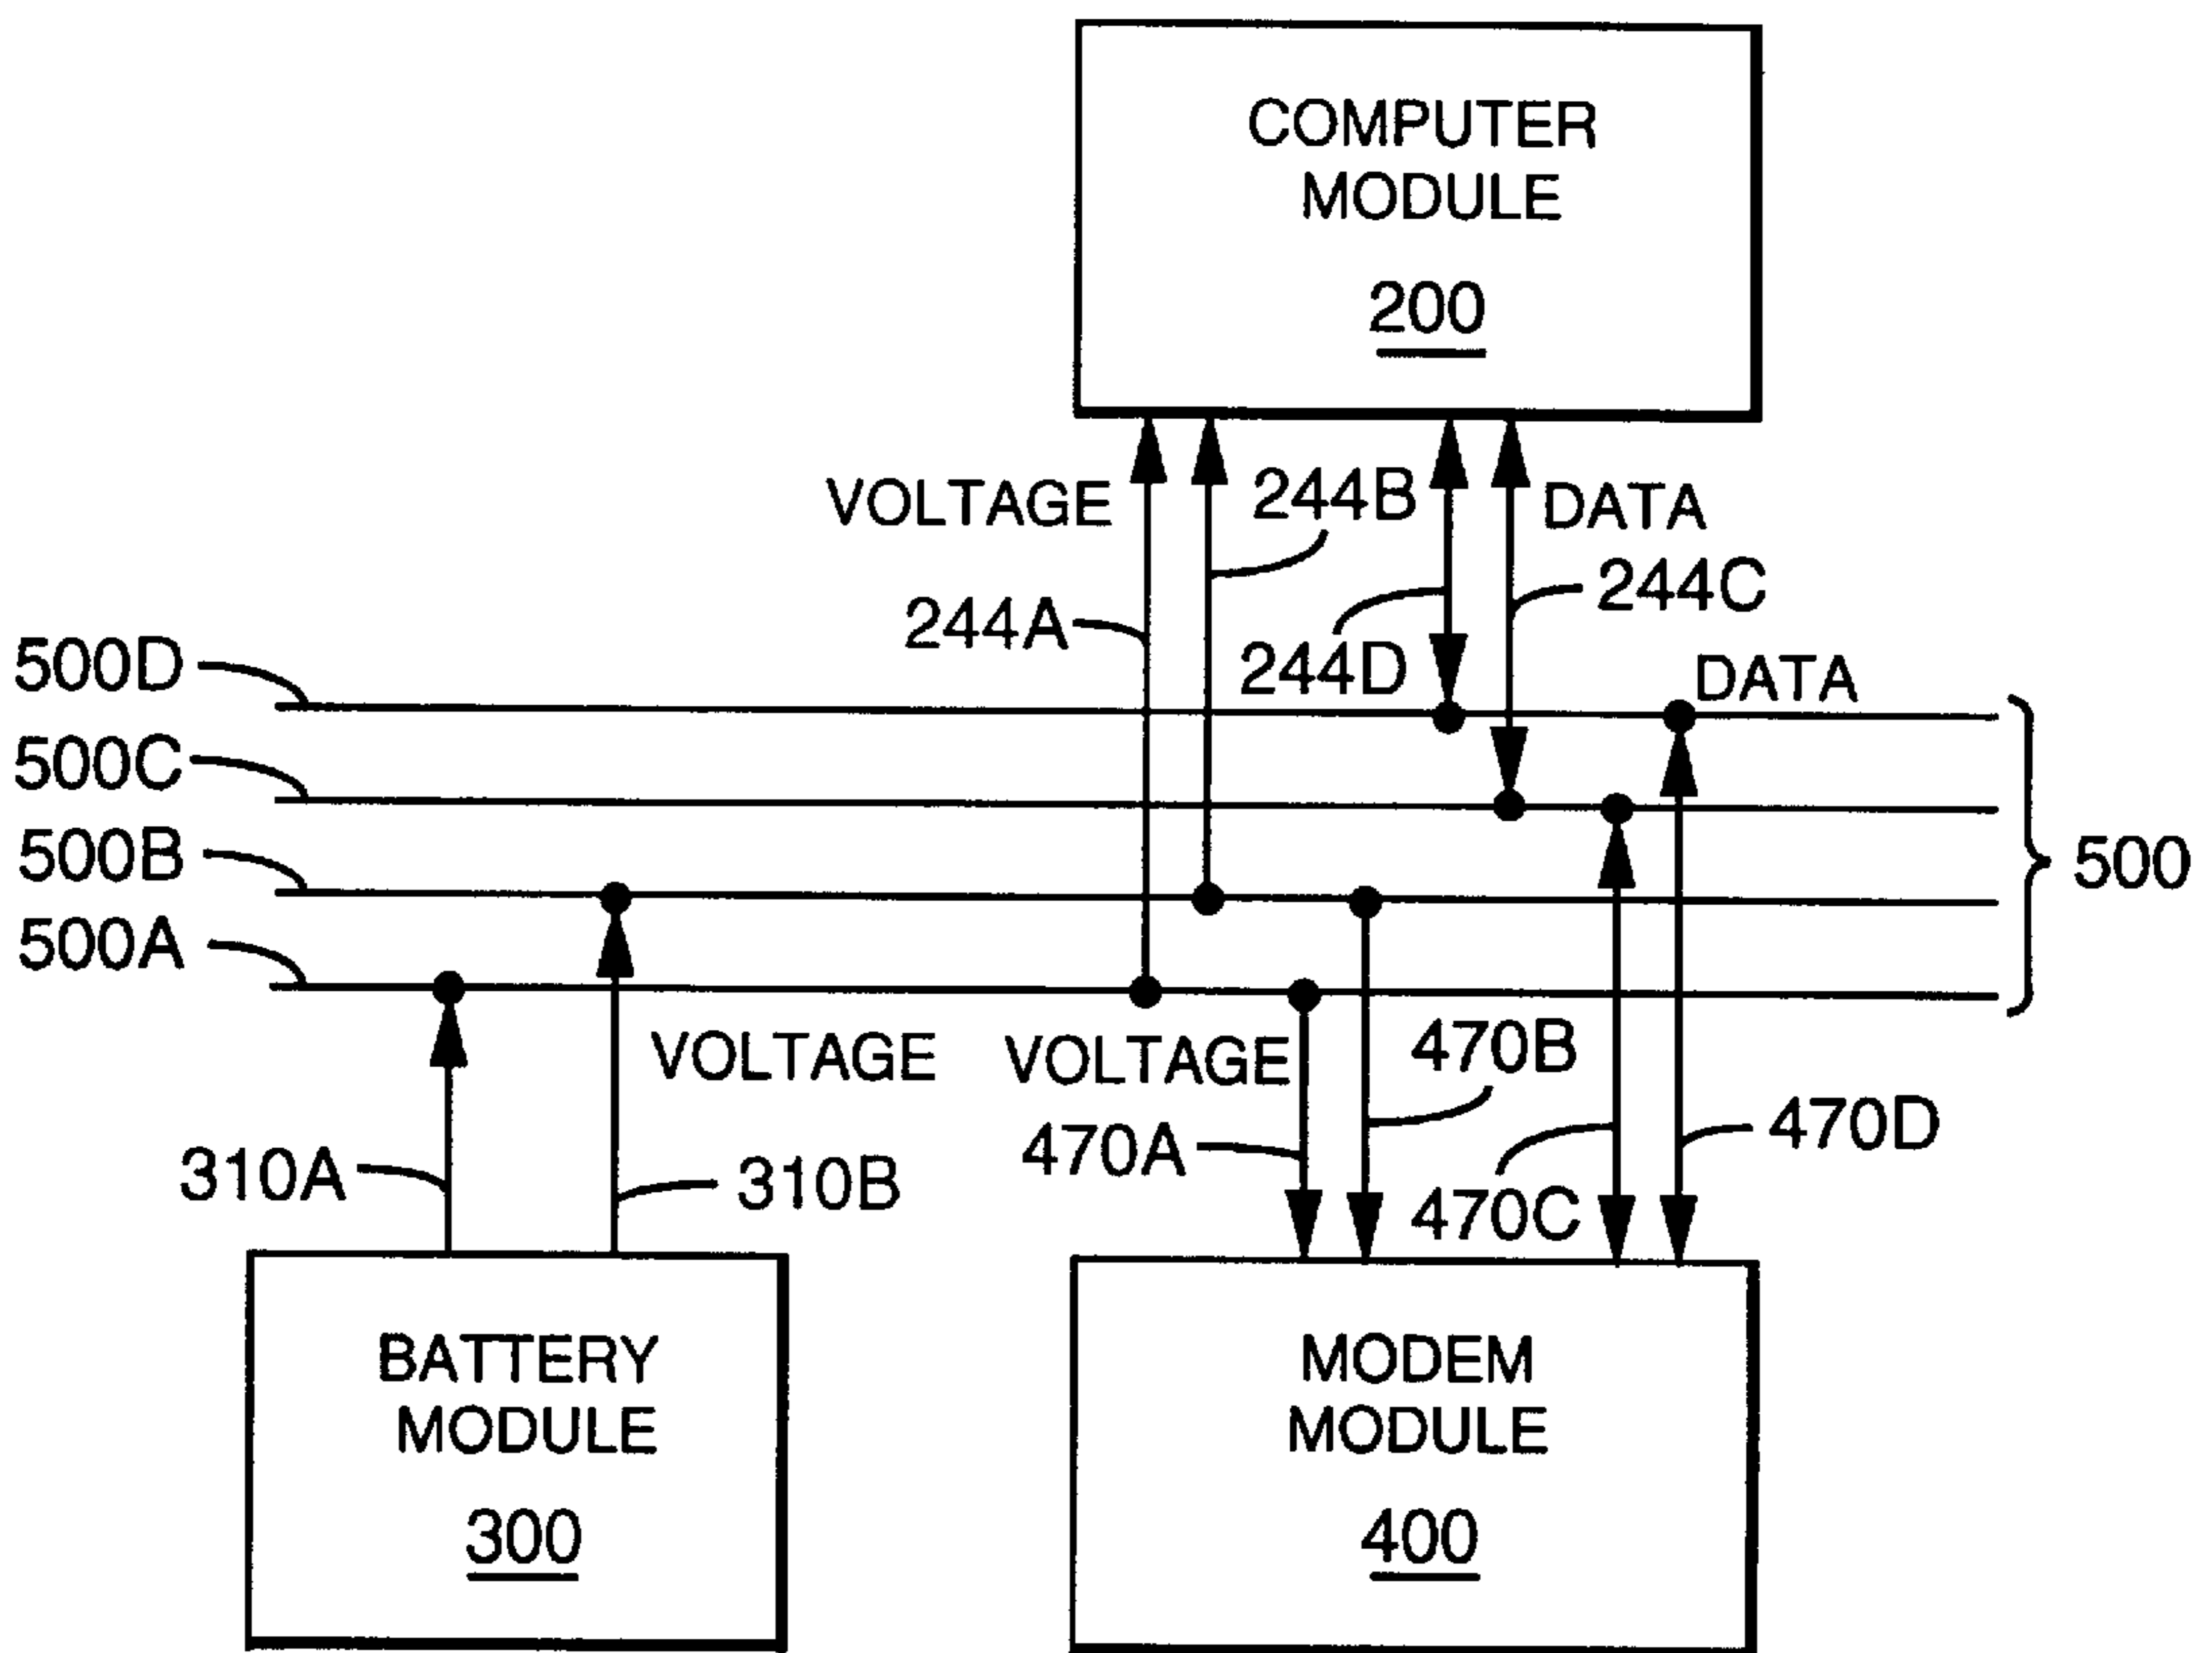 COMPUTER
MODULE
200
VOLTAGE
244B
DATA
244C
244A
244D
DATA
500D
500C
500B
500A
500
VOLTAGE
VOLTAGE
470B
470A
470D
310A
310B
470C
BATTERY
MODULE
300
MODEM
MODULE
400